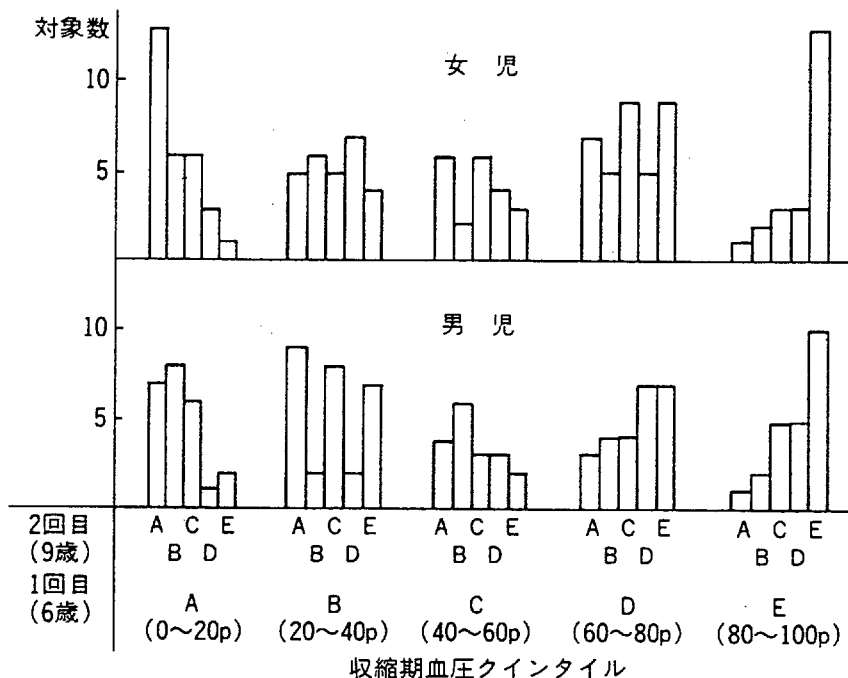 対象数
女 児
10
5
男 児
10
5
2回目
(9歳)
A C E A C E A C E A C E A C E
B D B D B D B D B D
1回目
(6歳)
A B C D E
(0～20p) (20～40p) (40～60p) (60～80p) (80～100p)
収縮期血圧クインタイル